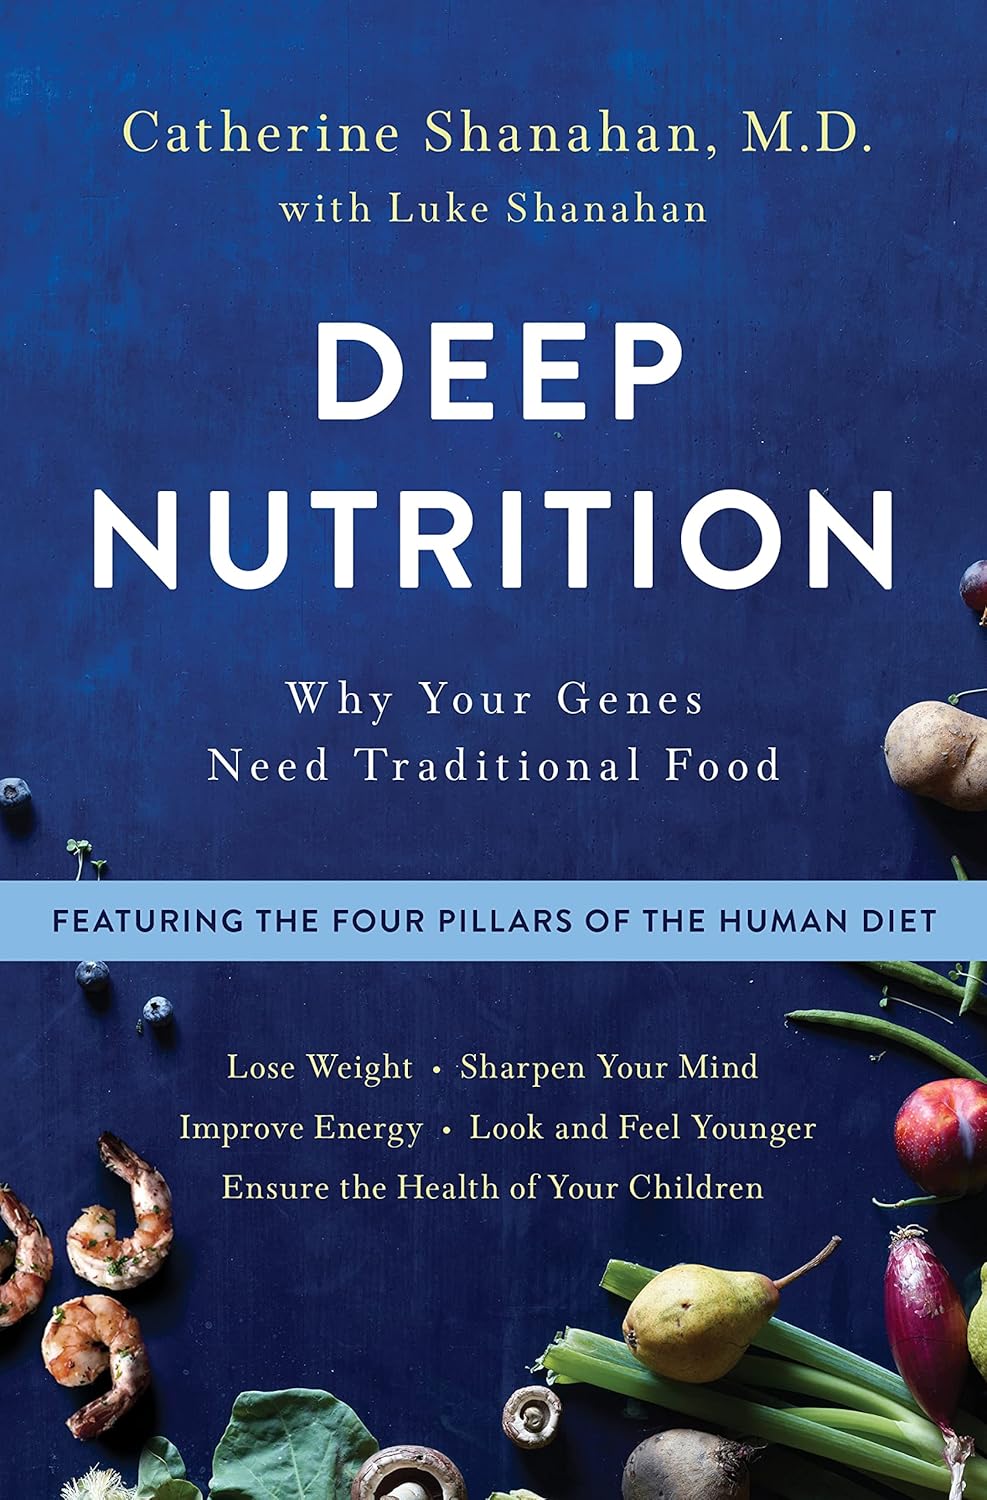 Catherine Shanahan, M.D.
with Luke Shanahan
DEEP
NUTRITION
Why Your Genes
Need Traditional Food
FEATURING THE FOUR PILLARS OF THE HUMAN DIET
Lose Weight • Sharpen Your Mind
Improve Energy • Look and Feel Younger
Ensure the Health of Your Children